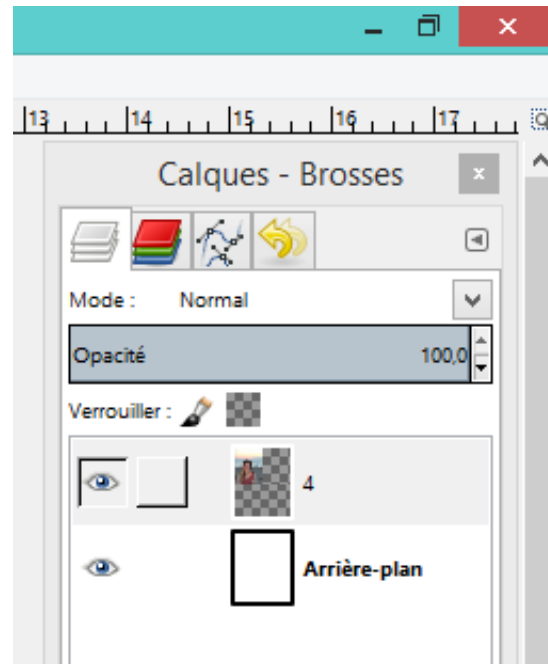 13 14 15 16 17
Calques - Brosses
Mode : Normal
Opacité 100,0
Verrouiller :
4
Arrière-plan